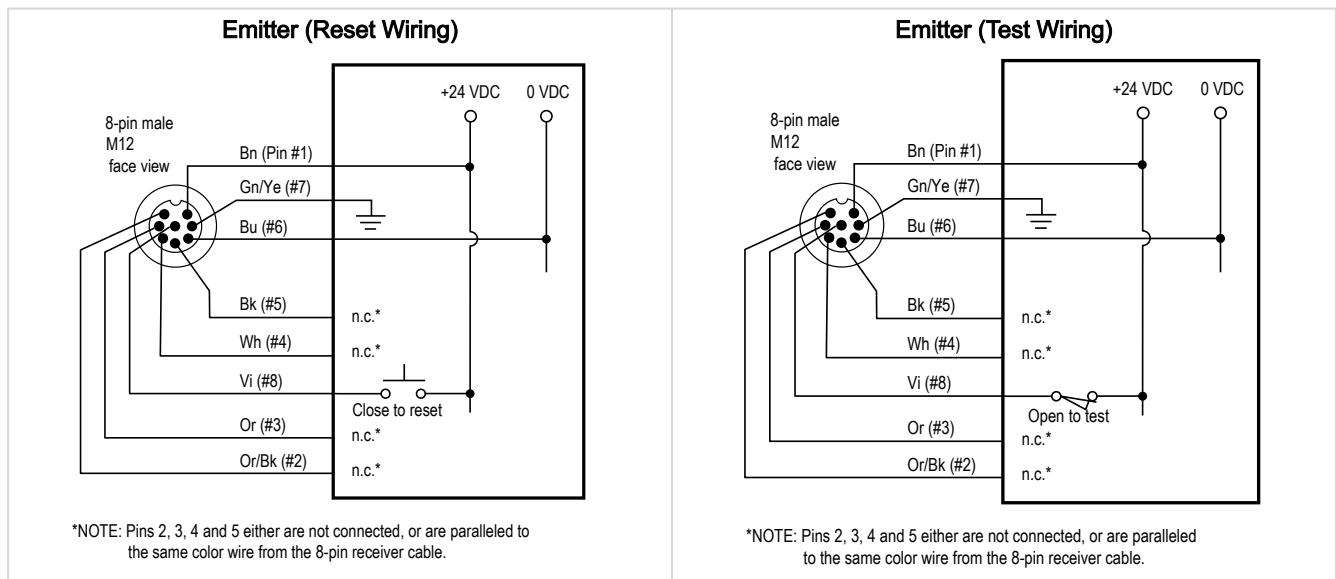 Emitter (Reset Wiring)
+24 VDC 0 VDC
8-pin male
M12
face view
Bn (Pin #1)
Gn/Ye (#7)
Bu (#6)
Bk (#5)
n.c.*
Wh (#4)
n.c.*
Vi (#8)
Close to reset
Or (#3)
n.c.*
Or/Bk (#2)
n.c.*
*NOTE: Pins 2, 3, 4 and 5 either are not connected, or are paralleled to
the same color wire from the 8-pin receiver cable.
Emitter (Test Wiring)
+24 VDC 0 VDC
8-pin male
M12
face view
Bn (Pin #1)
Gn/Ye (#7)
Bu (#6)
Bk (#5)
n.c.*
Wh (#4)
n.c.*
Vi (#8)
Open to test
Or (#3)
n.c.*
Or/Bk (#2)
n.c.*
*NOTE: Pins 2, 3, 4 and 5 either are not connected, or are paralleled
to the same color wire from the 8-pin receiver cable.